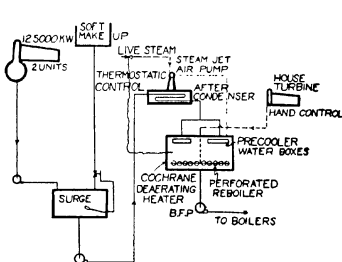 SOFT
MAKE UP
125000 KW
2 UNITS
LIVE STEAM
STEAM JET
AIR PUMP
THERMOSTATIC
CONTROL
AFTER
CONDENSER
HOUSE
TURBINE
HAND CONTROL
PRECOOLER
WATER BOXES
COCHRANE
DEAERATING
HEATER
PERFORATED
REBOILER
SURGE
B.F.P
TO BOILERS